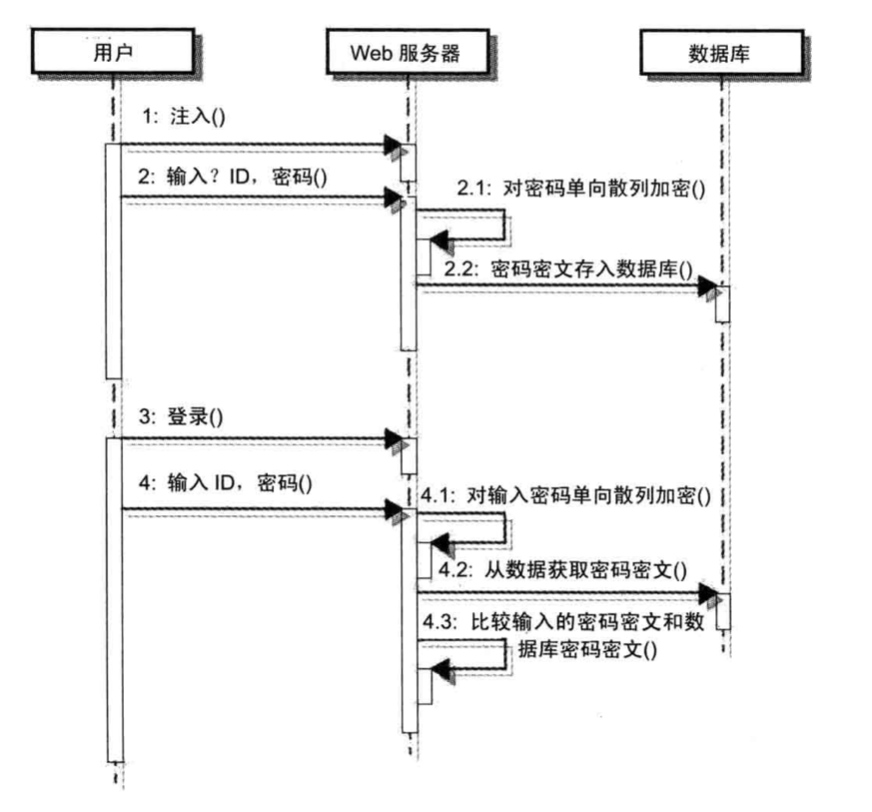 用户
Web 服务器
数据库
1: 注入()
2: 输入? ID, 密码()
2.1: 对密码单向散列加密()
2.2: 密码密文存入数据库()
3: 登录()
4: 输入 ID, 密码()
4.1: 对输入密码单向散列加密()
4.2: 从数据获取密码密文()
4.3: 比较输入的密码密文和数
据库密码密文()